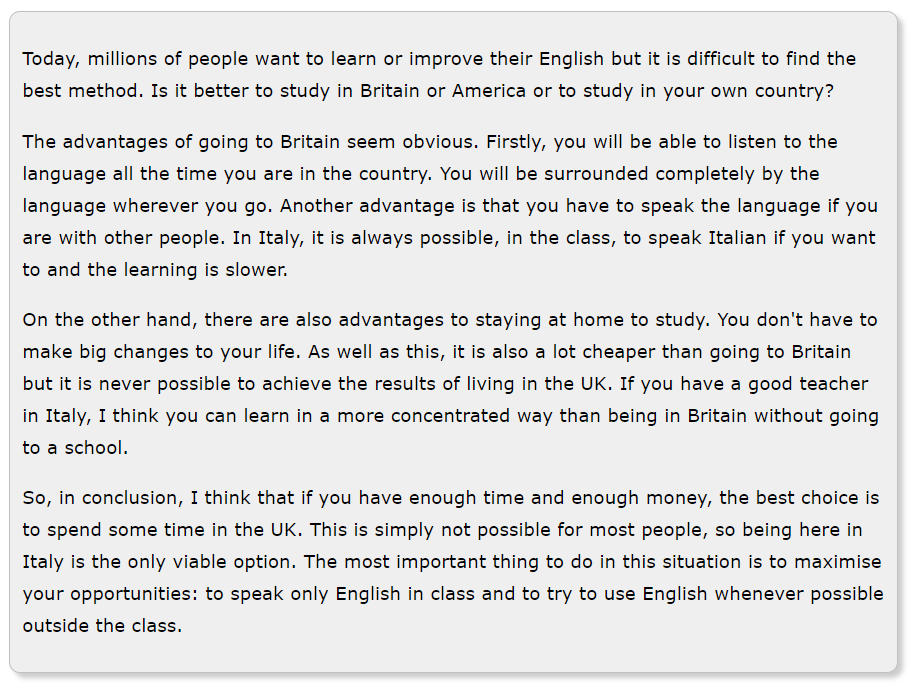 Today, millions of people want to learn or improve their English but it is difficult to find the
best method. Is it better to study in Britain or America or to study in your own country?
The advantages of going to Britain seem obvious. Firstly, you will be able to listen to the
language all the time you are in the country. You will be surrounded completely by the
language wherever you go. Another advantage is that you have to speak the language if you
are with other people. In Italy, it is always possible, in the class, to speak Italian if you want
to and the learning is slower.
On the other hand, there are also advantages to staying at home to study. You don't have to
make big changes to your life. As well as this, it is also a lot cheaper than going to Britain
but it is never possible to achieve the results of living in the UK. If you have a good teacher
in Italy, I think you can learn in a more concentrated way than being in Britain without going
to a school.
So, in conclusion, I think that if you have enough time and enough money, the best choice is
to spend some time in the UK. This is simply not possible for most people, so being here in
Italy is the only viable option. The most important thing to do in this situation is to maximise
your opportunities: to speak only English in class and to try to use English whenever possible
outside the class.